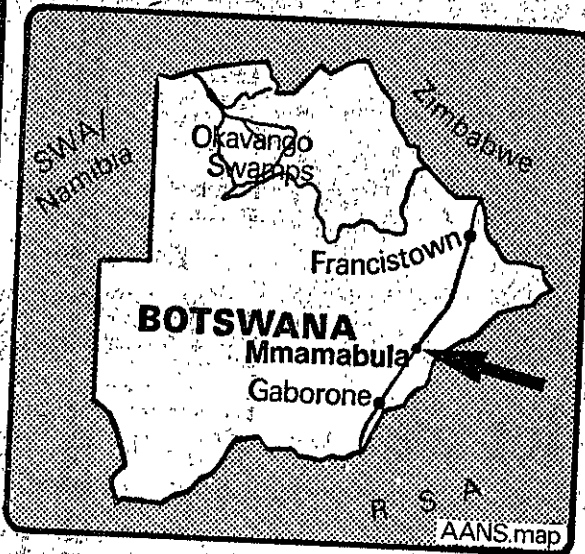 SWA/
Namibia
Okavango
Swamps
Zimbabwe
Francistown
BOTSWANA
Mmamabula
Gaborone
R S A
AANS.map